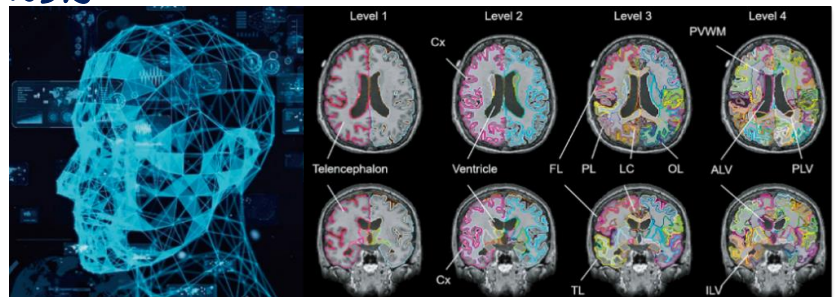 Level 1 Level 2 Level 3 Level 4
PVWM
Cx
Telencephalon Ventricle FL PL LC OL ALV PLV
Cx
TL
ILV